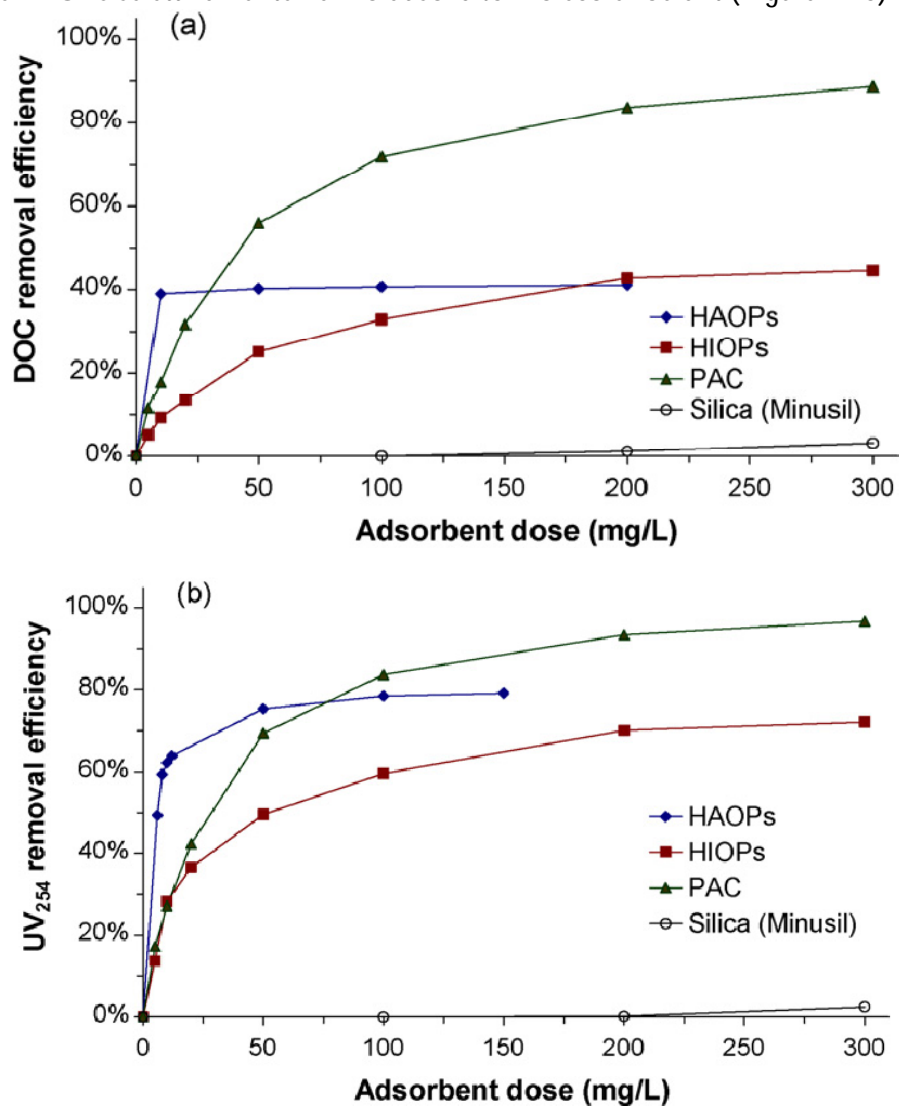 (a)
100%
80%
60%
40%
20%
0%
DOC removal efficiency
HAOPs
HIOPs
PAC
Silica (Minusil)
0 50 100 150 200 250 300
Adsorbent dose (mg/L)
(b)
100%
80%
60%
40%
20%
0%
UV254 removal efficiency
HAOPs
HIOPs
PAC
Silica (Minusil)
0 50 100 150 200 250 300
Adsorbent dose (mg/L)